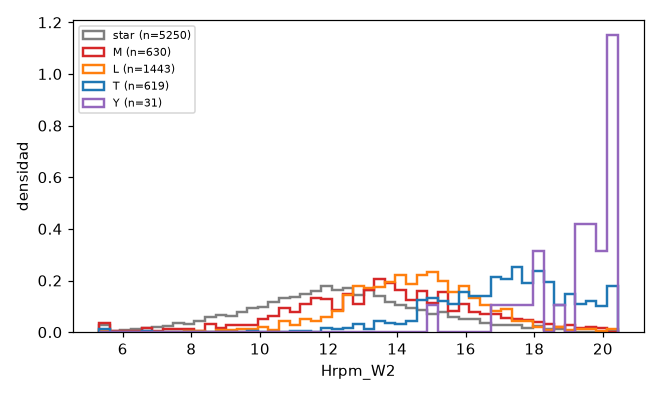 1.2
1.0
0.8
0.6
0.4
0.2
0.0
densidad
star (n=5250)
M (n=630)
L (n=1443)
T (n=619)
Y (n=31)
6 8 10 12 14 16 18 20
Hrpm_W2